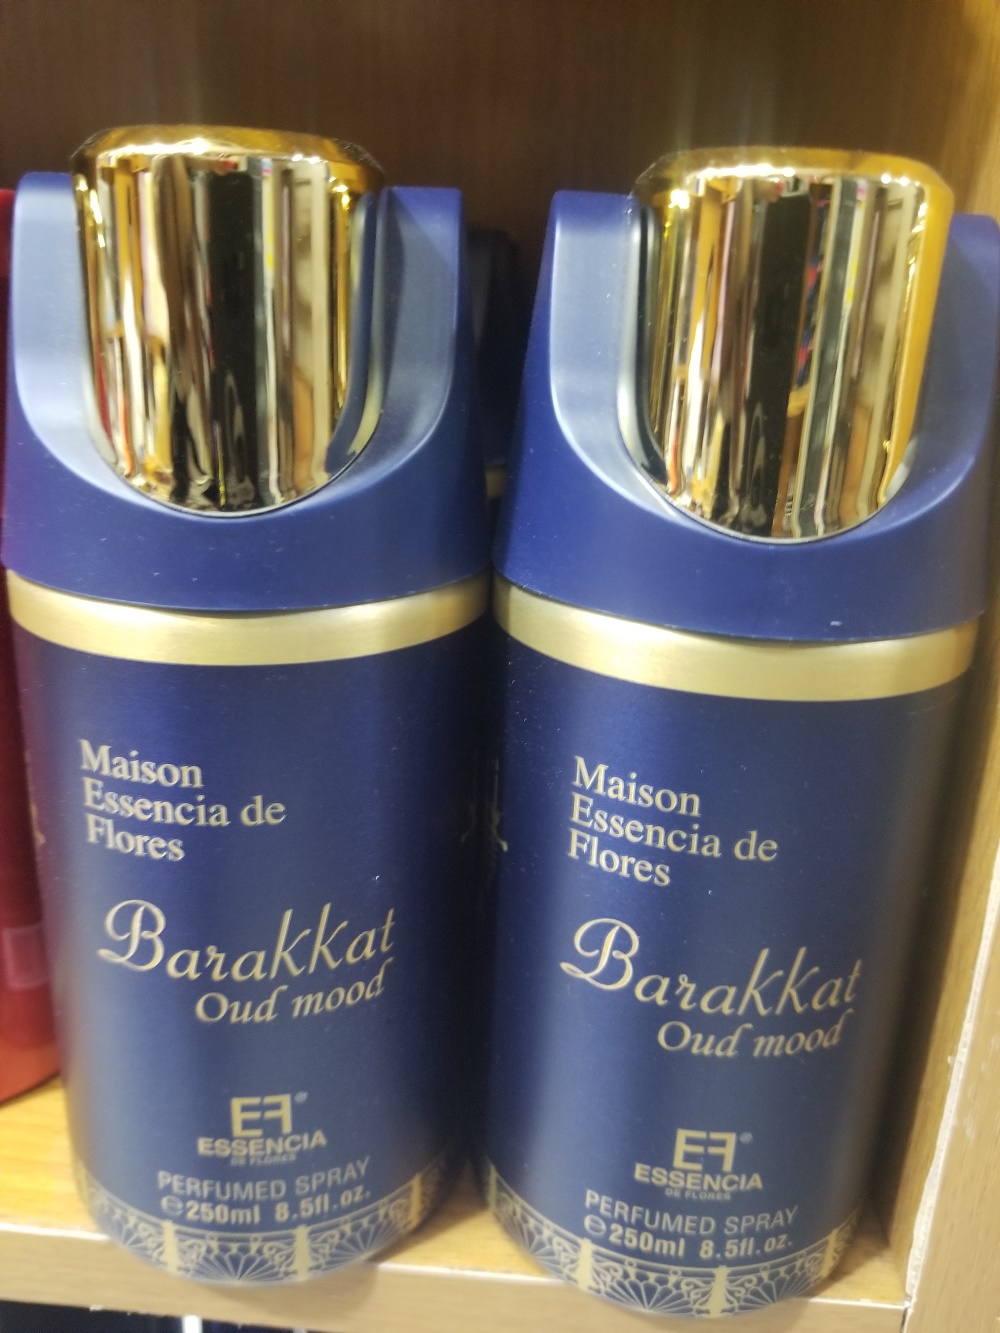 Maison
Essencia de
Flores
Barakkat
Oud mood
EF®
ESSENCIA
DE FLORES
PERFUMED SPRAY
℮250ml 8.5fl.oz.
Maison
Essencia de
Flores
Barakkat
Oud mood
EF®
ESSENCIA
DE FLORES
PERFUMED SPRAY
℮250ml 8.5fl.oz.